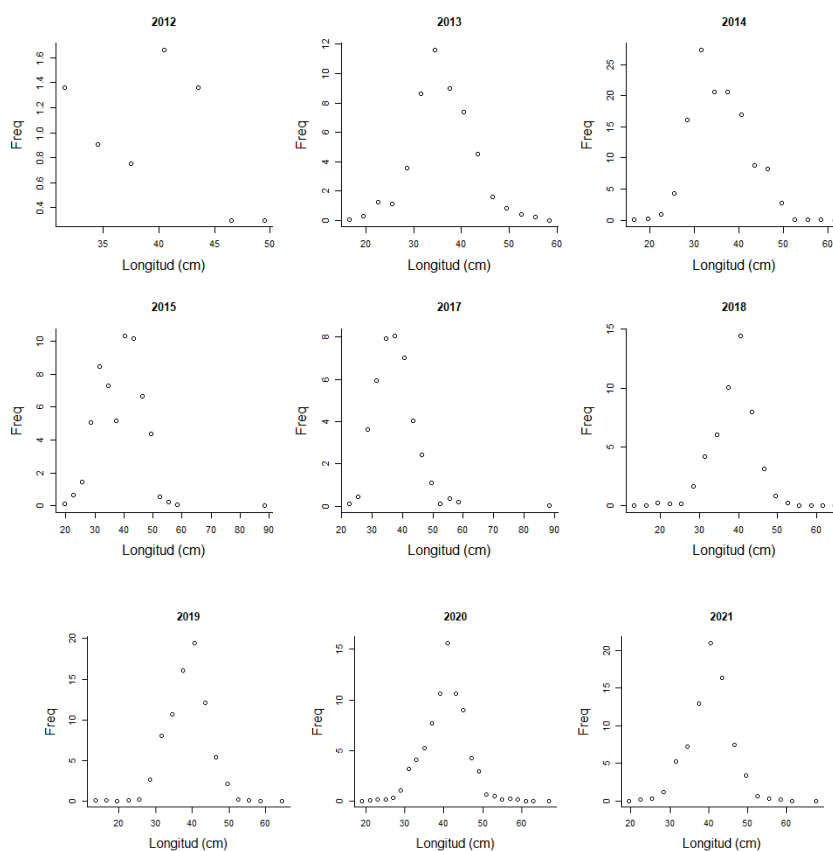 2012
Freq
0.4 0.6 0.8 1.0 1.2 1.4 1.6
35 40 45 50
Longitud (cm)
2013
Freq
0 2 4 6 8 10 12
20 30 40 50 60
Longitud (cm)
2014
Freq
0 5 10 15 20 25
20 30 40 50 60
Longitud (cm)
2015
Freq
0 2 4 6 8 10
20 30 40 50 60 70 80 90
Longitud (cm)
2017
Freq
0 2 4 6 8
20 30 40 50 60 70 80 90
Longitud (cm)
2018
Freq
0 5 10 15
20 30 40 50 60
Longitud (cm)
2019
Freq
0 5 10 15 20
20 30 40 50 60
Longitud (cm)
2020
Freq
0 5 10 15
20 30 40 50 60
Longitud (cm)
2021
Freq
0 5 10 15 20
20 30 40 50 60
Longitud (cm)